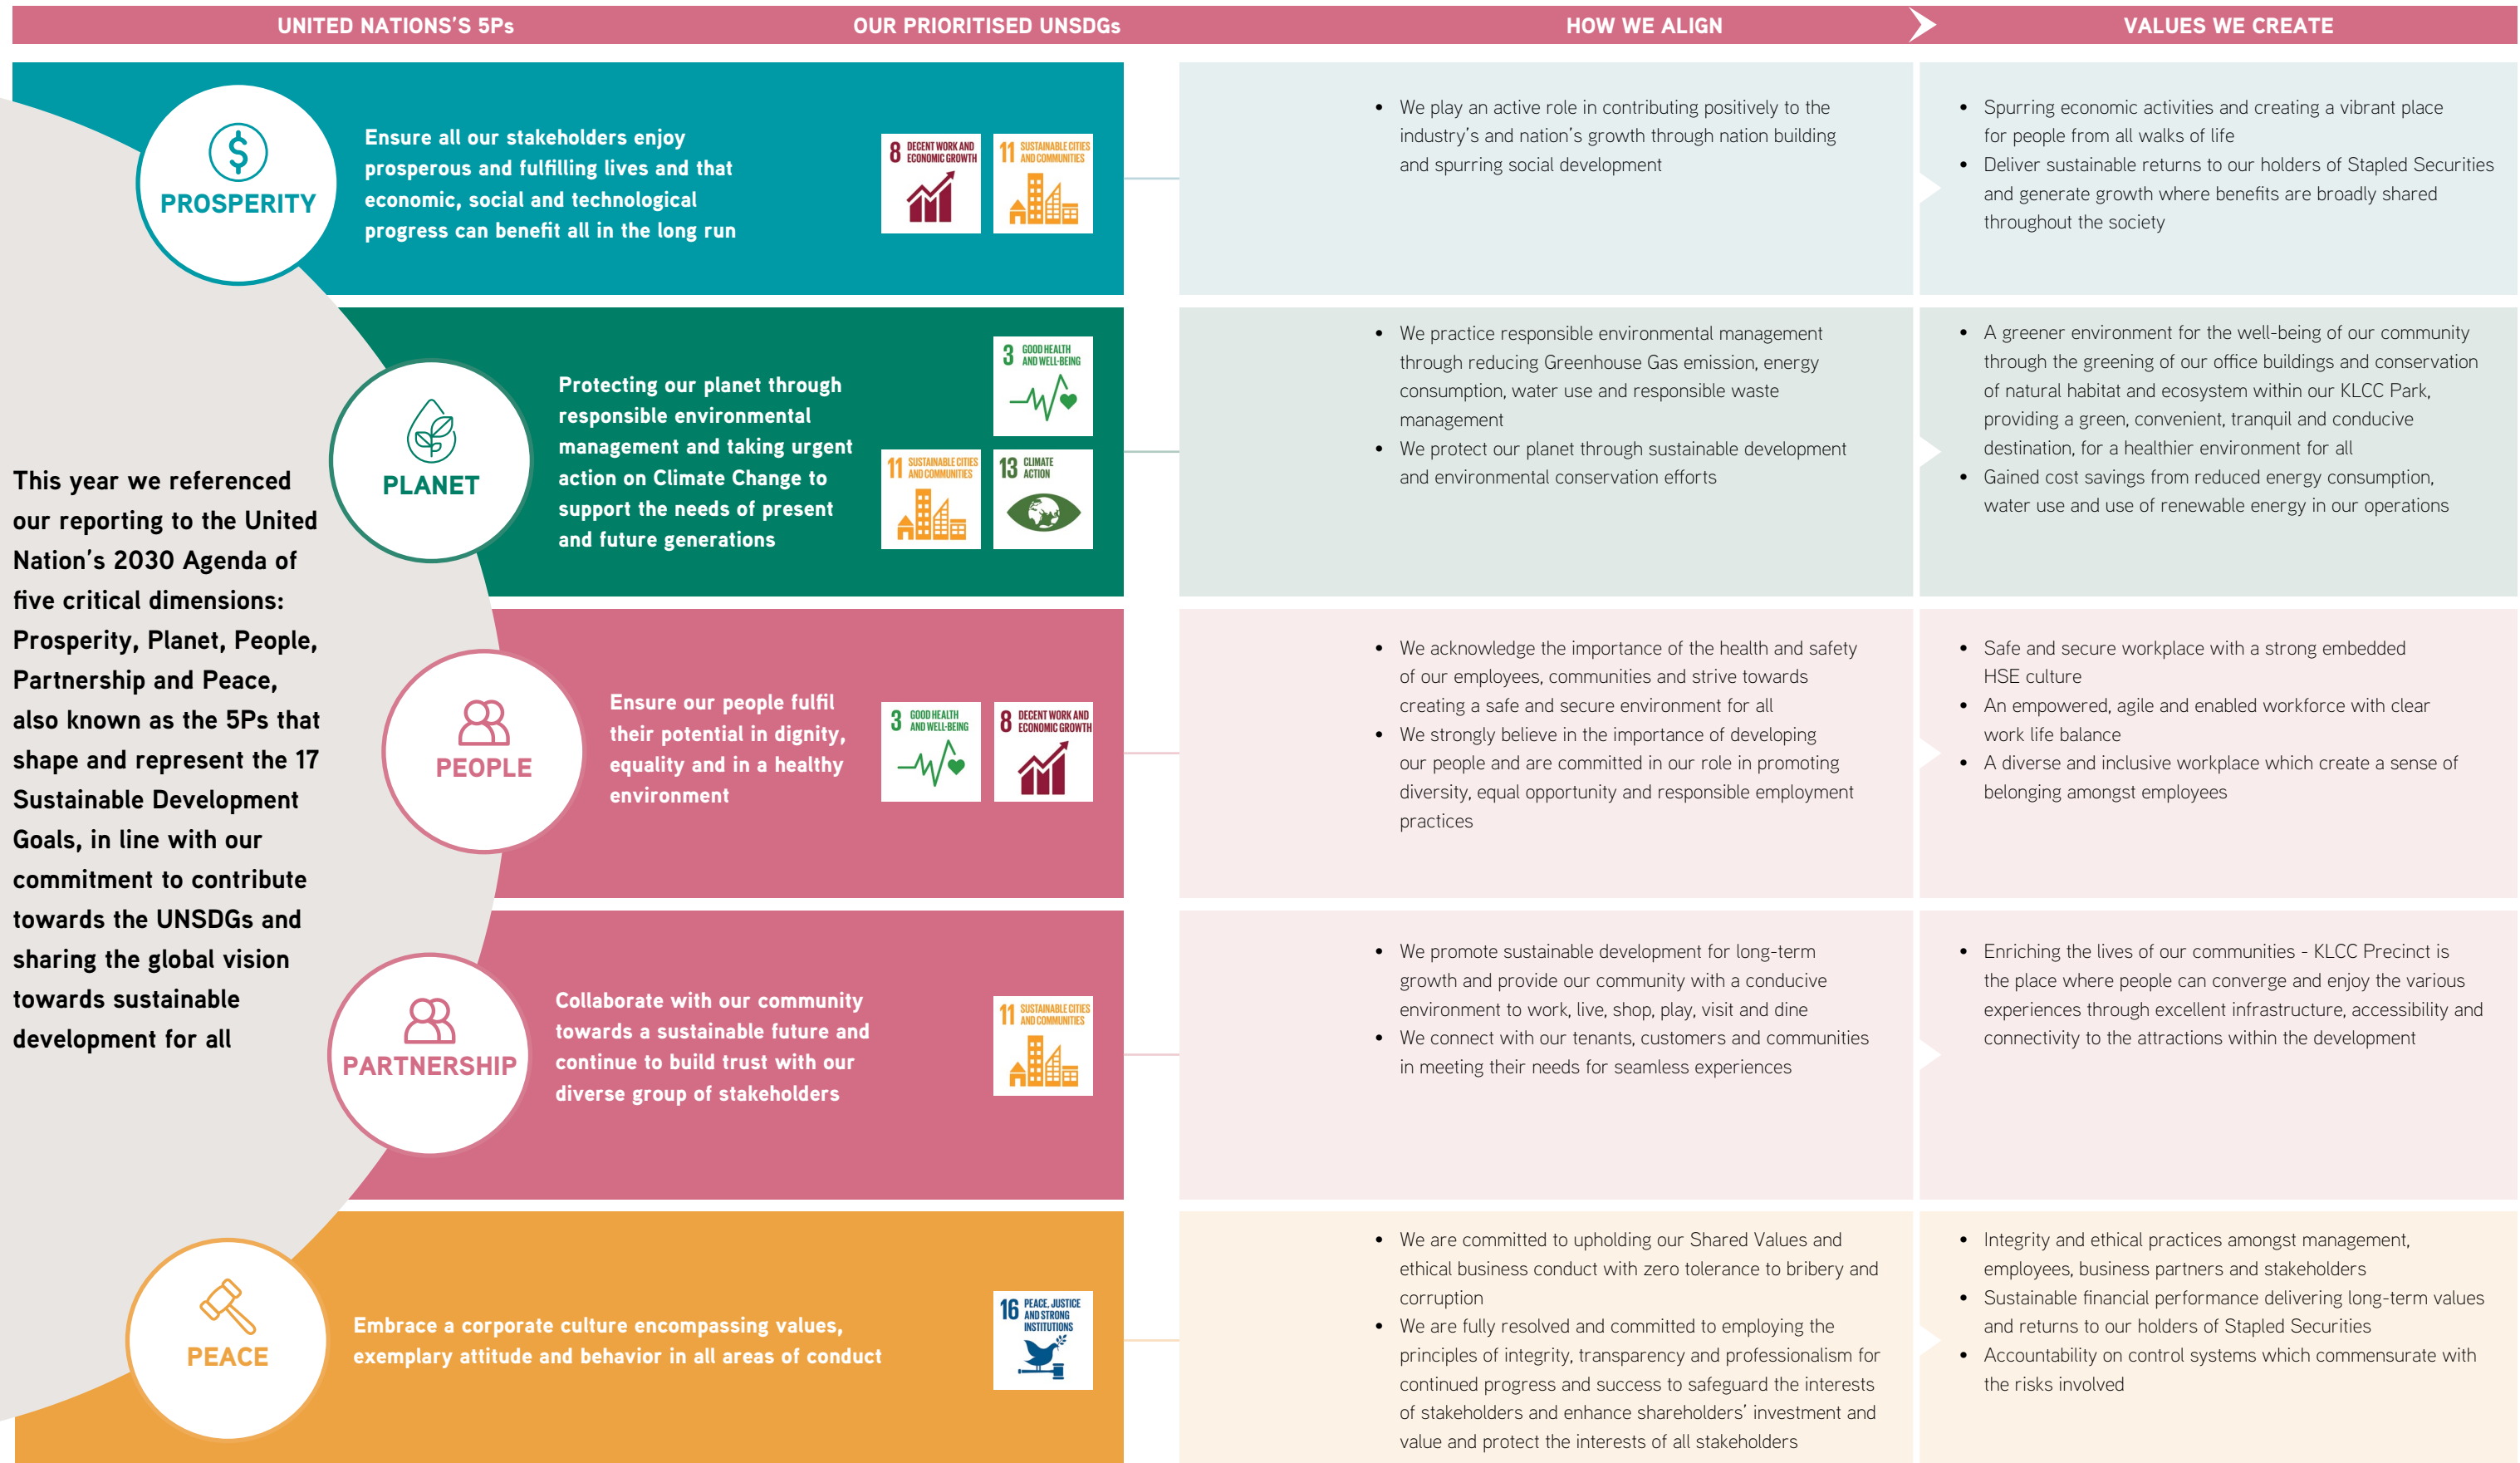 UNITED NATIONS'S 5Ps
OUR PRIORITISED UNSDGs
HOW WE ALIGN
VALUES WE CREATE
This year we referenced
our reporting to the United
Nation's 2030 Agenda of
five critical dimensions:
Prosperity, Planet, People,
Partnership and Peace,
also known as the 5Ps that
shape and represent the 17
Sustainable Development
Goals, in line with our
commitment to contribute
towards the UNSDGs and
sharing the global vision
towards sustainable
development for all
PROSPERITY
Ensure all our stakeholders enjoy
prosperous and fulfilling lives and that
economic, social and technological
progress can benefit all in the long run
8 DECENT WORK AND
ECONOMIC GROWTH
11 SUSTAINABLE CITIES
AND COMMUNITIES
• We play an active role in contributing positively to the
industry's and nation's growth through nation building
and spurring social development
• Spurring economic activities and creating a vibrant place
for people from all walks of life
• Deliver sustainable returns to our holders of Stapled Securities
and generate growth where benefits are broadly shared
throughout the society
PLANET
Protecting our planet through
responsible environmental
management and taking urgent
action on Climate Change to
support the needs of present
and future generations
3 GOOD HEALTH
AND WELL-BEING
11 SUSTAINABLE CITIES
AND COMMUNITIES
13 CLIMATE
ACTION
• We practice responsible environmental management
through reducing Greenhouse Gas emission, energy
consumption, water use and responsible waste
management
• We protect our planet through sustainable development
and environmental conservation efforts
• A greener environment for the well-being of our community
through the greening of our office buildings and conservation
of natural habitat and ecosystem within our KLCC Park,
providing a green, convenient, tranquil and conducive
destination, for a healthier environment for all
• Gained cost savings from reduced energy consumption,
water use and use of renewable energy in our operations
PEOPLE
Ensure our people fulfil
their potential in dignity,
equality and in a healthy
environment
3 GOOD HEALTH
AND WELL-BEING
8 DECENT WORK AND
ECONOMIC GROWTH
• We acknowledge the importance of the health and safety
of our employees, communities and strive towards
creating a safe and secure environment for all
• We strongly believe in the importance of developing
our people and are committed in our role in promoting
diversity, equal opportunity and responsible employment
practices
• Safe and secure workplace with a strong embedded
HSE culture
• An empowered, agile and enabled workforce with clear
work life balance
• A diverse and inclusive workplace which create a sense of
belonging amongst employees
PARTNERSHIP
Collaborate with our community
towards a sustainable future and
continue to build trust with our
diverse group of stakeholders
11 SUSTAINABLE CITIES
AND COMMUNITIES
• We promote sustainable development for long-term
growth and provide our community with a conducive
environment to work, live, shop, play, visit and dine
• We connect with our tenants, customers and communities
in meeting their needs for seamless experiences
• Enriching the lives of our communities - KLCC Precinct is
the place where people can converge and enjoy the various
experiences through excellent infrastructure, accessibility and
connectivity to the attractions within the development
PEACE
Embrace a corporate culture encompassing values,
exemplary attitude and behavior in all areas of conduct
16 PEACE, JUSTICE
AND STRONG
INSTITUTIONS
• We are committed to upholding our Shared Values and
ethical business conduct with zero tolerance to bribery and
corruption
• We are fully resolved and committed to employing the
principles of integrity, transparency and professionalism for
continued progress and success to safeguard the interests
of stakeholders and enhance shareholders' investment and
value and protect the interests of all stakeholders
• Integrity and ethical practices amongst management,
employees, business partners and stakeholders
• Sustainable financial performance delivering long-term values
and returns to our holders of Stapled Securities
• Accountability on control systems which commensurate with
the risks involved